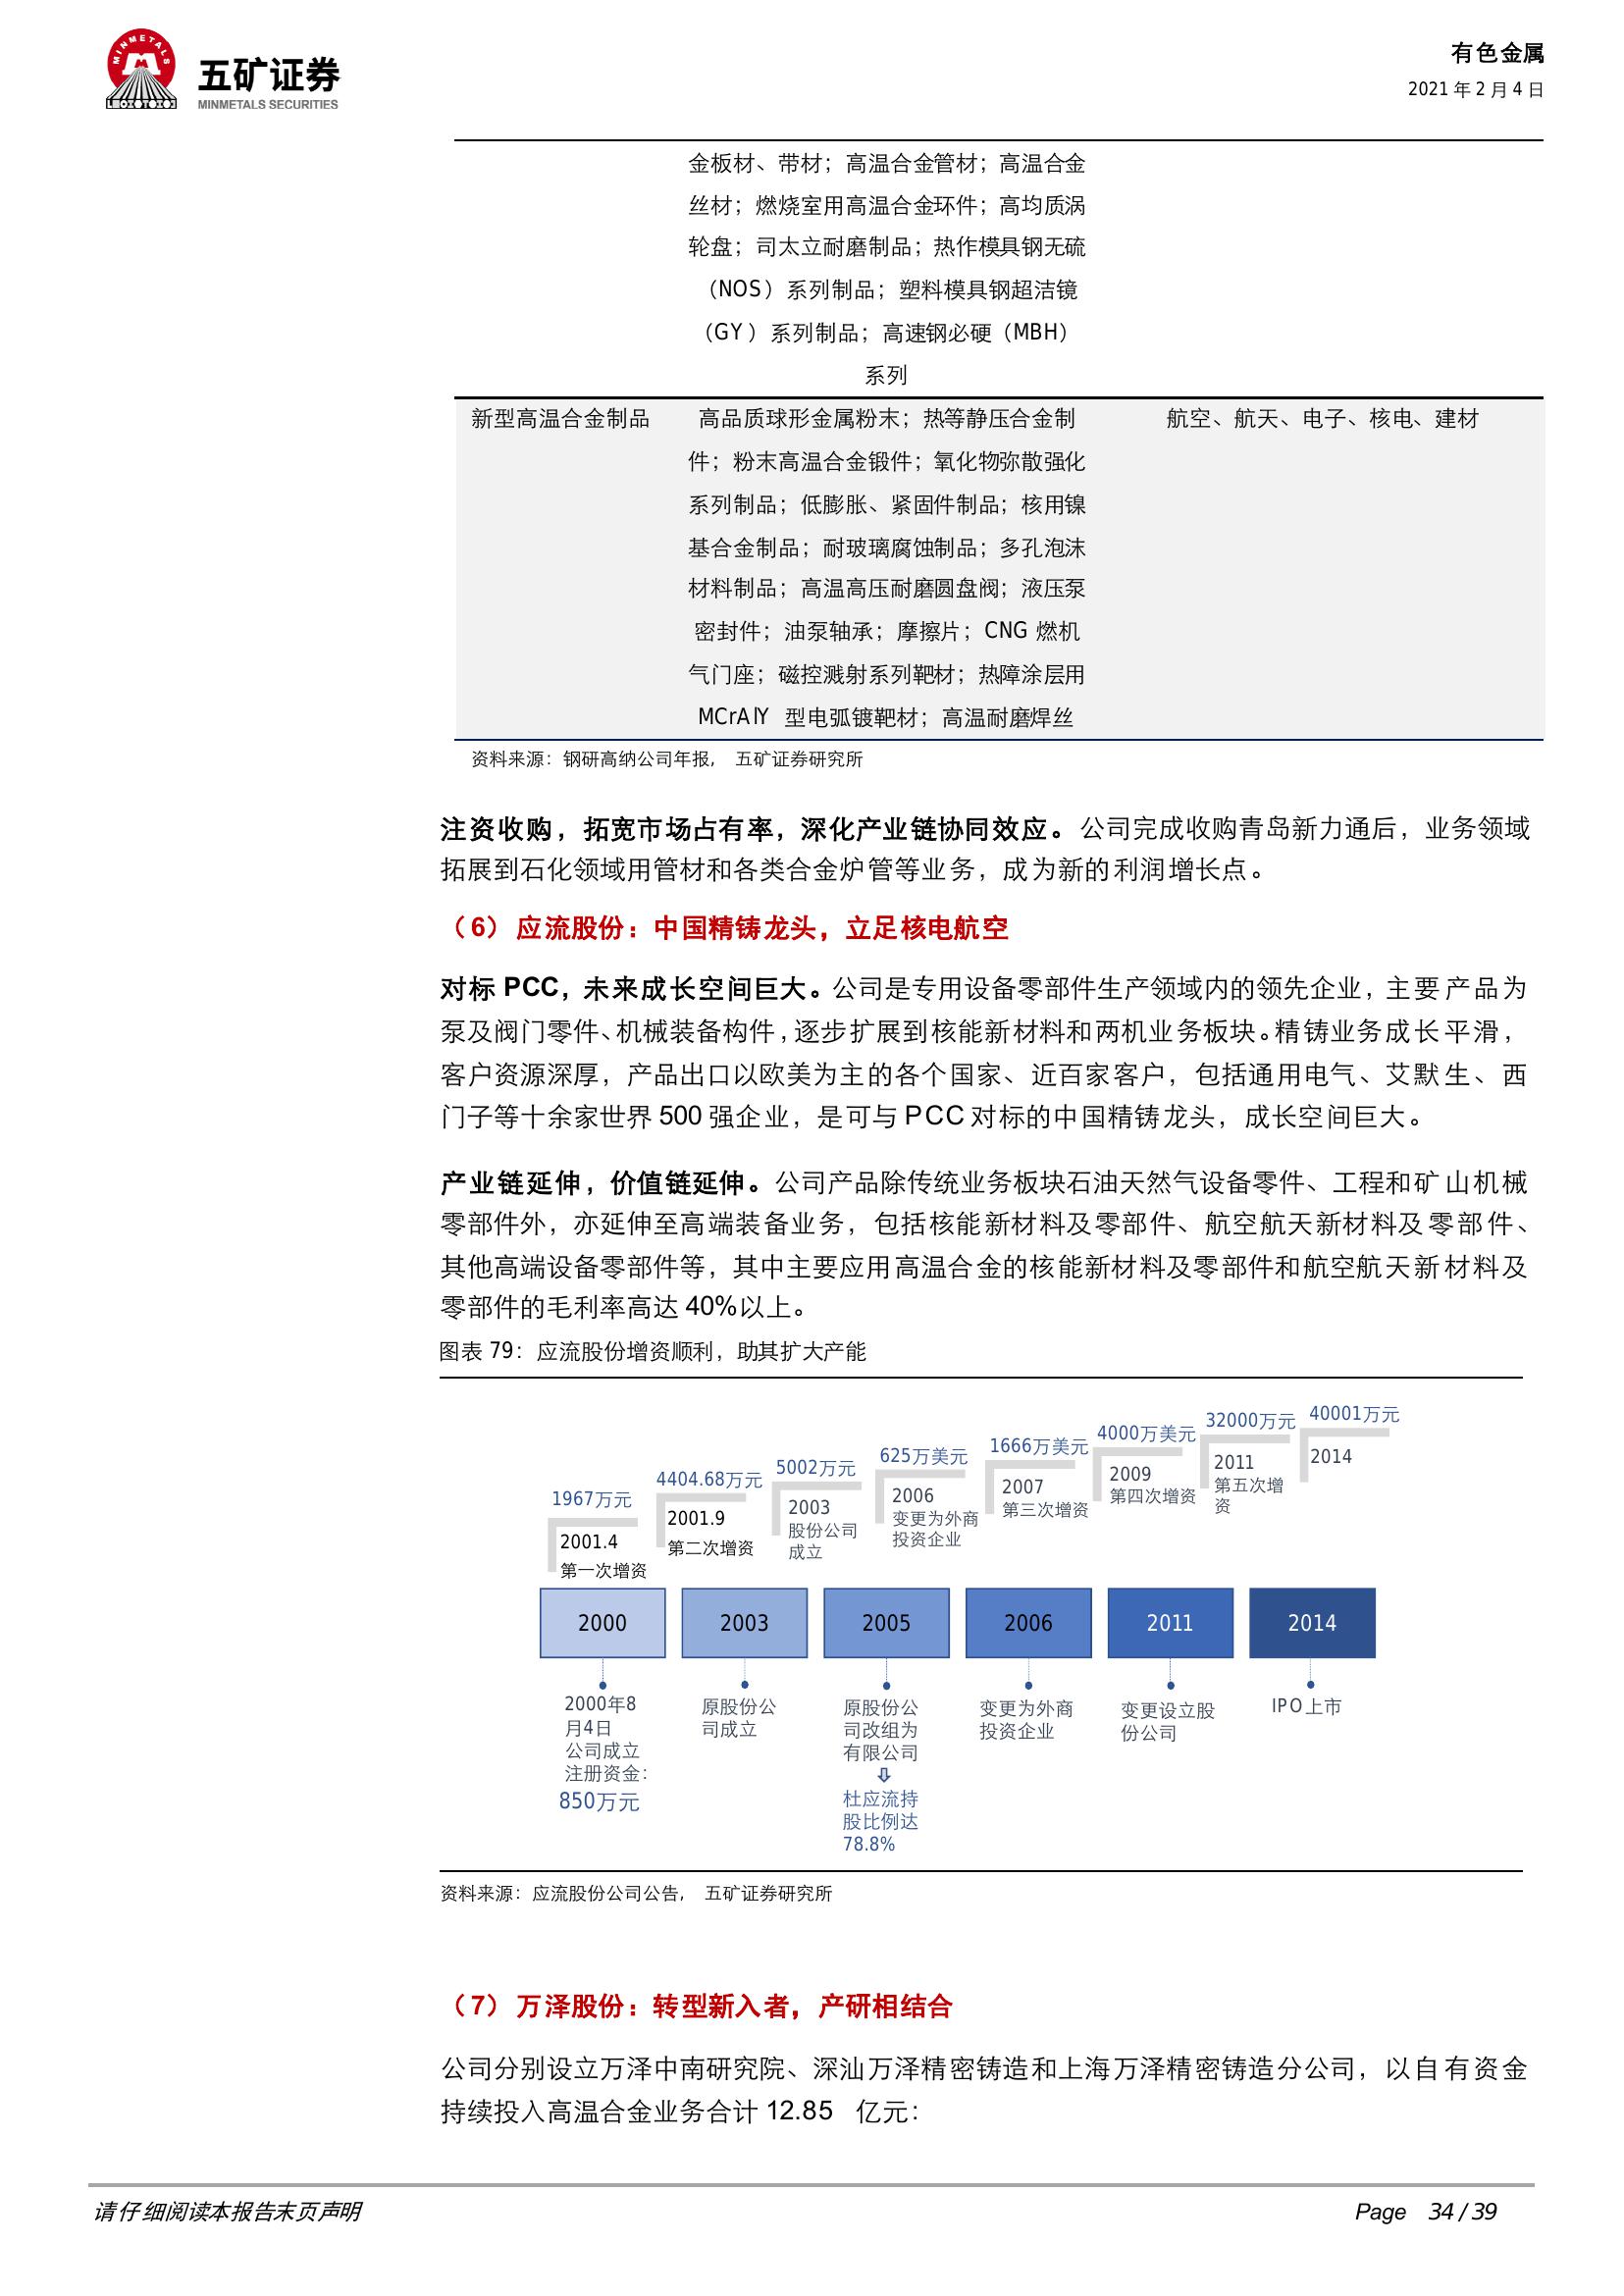 MINMETALS
五矿证券
MINMETALS SECURITIES
有色金属
2021 年 2 月 4 日
金板材、带材；高温合金管材；高温合金
丝材；燃烧室用高温合金环件；高均质涡
轮盘；司太立耐磨制品；热作模具钢无硫
（NOS）系列制品；塑料模具钢超洁镜
（GY）系列制品；高速钢必硬（MBH）
系列
新型高温合金制品 高品质球形金属粉末；热等静压合金制 航空、航天、电子、核电、建材
件；粉末高温合金锻件；氧化物弥散强化
系列制品；低膨胀、紧固件制品；核用镍
基合金制品；耐玻璃腐蚀制品；多孔泡沫
材料制品；高温高压耐磨圆盘阀；液压泵
密封件；油泵轴承；摩擦片；CNG 燃机
气门座；磁控溅射系列靶材；热障涂层用
MCrAlY 型电弧镀靶材；高温耐磨焊丝
资料来源：钢研高纳公司年报， 五矿证券研究所
注资收购，拓宽市场占有率，深化产业链协同效应。公司完成收购青岛新力通后，业务领域
拓展到石化领域用管材和各类合金炉管等业务，成为新的利润增长点。
（6）应流股份：中国精铸龙头，立足核电航空
对标 PCC，未来成长空间巨大。公司是专用设备零部件生产领域内的领先企业，主要产品为
泵及阀门零件、机械装备构件，逐步扩展到核能新材料和两机业务板块。精铸业务成长平滑，
客户资源深厚，产品出口以欧美为主的各个国家、近百家客户，包括通用电气、艾默生、西
门子等十余家世界 500 强企业，是可与 PCC 对标的中国精铸龙头，成长空间巨大。
产业链延伸，价值链延伸。公司产品除传统业务板块石油天然气设备零件、工程和矿山机械
零部件外，亦延伸至高端装备业务，包括核能新材料及零部件、航空航天新材料及零部件、
其他高端设备零部件等，其中主要应用高温合金的核能新材料及零部件和航空航天新材料及
零部件的毛利率高达 40%以上。
图表 79：应流股份增资顺利，助其扩大产能
1967万元
2001.4
第一次增资
4404.68万元
2001.9
第二次增资
5002万元
2003
股份公司
成立
625万美元
2006
变更为外商
投资企业
1666万美元
2007
第三次增资
4000万美元
2009
第四次增资
32000万元
2011
第五次增
资
40001万元
2014
2000 2003 2005 2006 2011 2014
2000年8
月4日
公司成立
注册资金：
850万元
原股份公
司成立
原股份公
司改组为
有限公司
杜应流持
股比例达
78.8%
变更为外商
投资企业
变更设立股
份公司
IPO上市
资料来源：应流股份公司公告， 五矿证券研究所
（7）万泽股份：转型新入者，产研相结合
公司分别设立万泽中南研究院、深汕万泽精密铸造和上海万泽精密铸造分公司，以自有资金
持续投入高温合金业务合计 12.85 亿元：
请仔细阅读本报告末页声明
Page 34 / 39